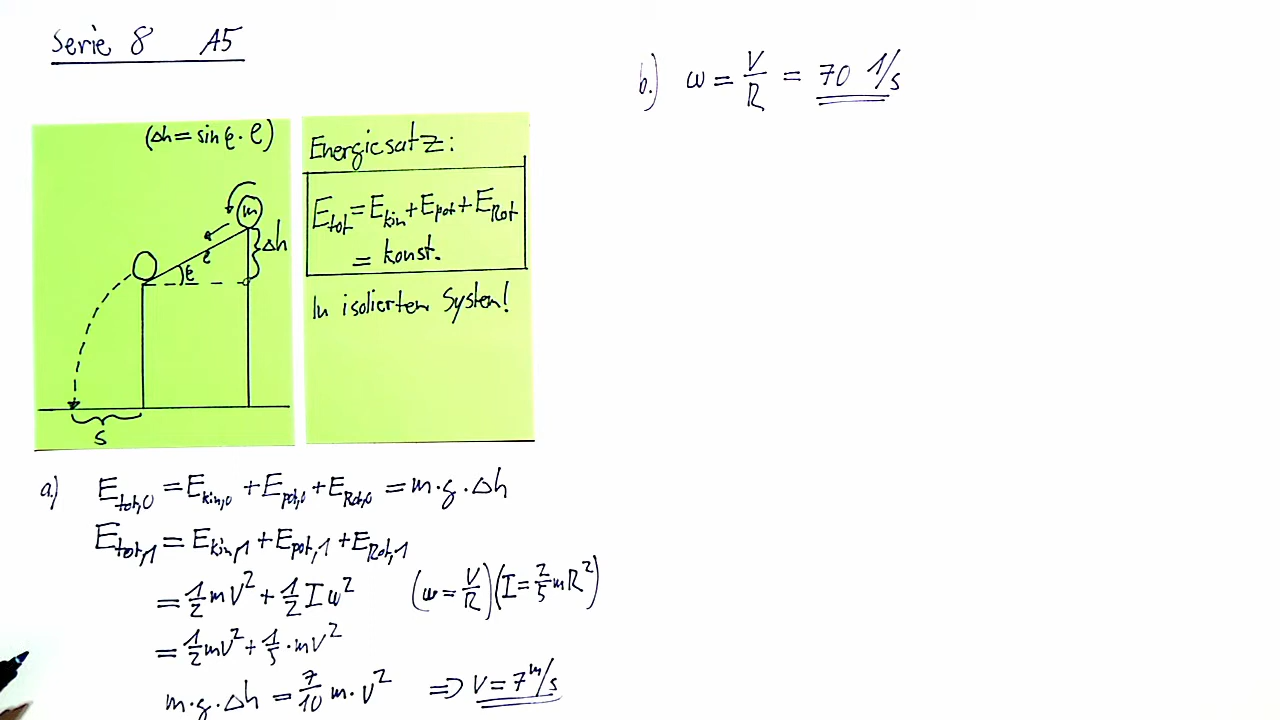 Serie 8 A5
(Δh = sin φ · l)
m
Δh
l
φ
s
Energiesatz:
E_tot = E_kin + E_pot + E_Rot
= konst.
In isolierten System!
a.) E_tot,0 = E_kin,0 + E_pot,0 + E_Rot,0 = m·g·Δh
E_tot,1 = E_kin,1 + E_pot,1 + E_Rot,1
= 1/2 mV² + 1/2 I ω² (ω = V/R) (I = 2/5 mR²)
= 1/2 mV² + 1/5 · mV²
m·g·Δh = 7/10 m·V² ⇒ V = 7 m/s
b.) ω = V/R = 70 1/s